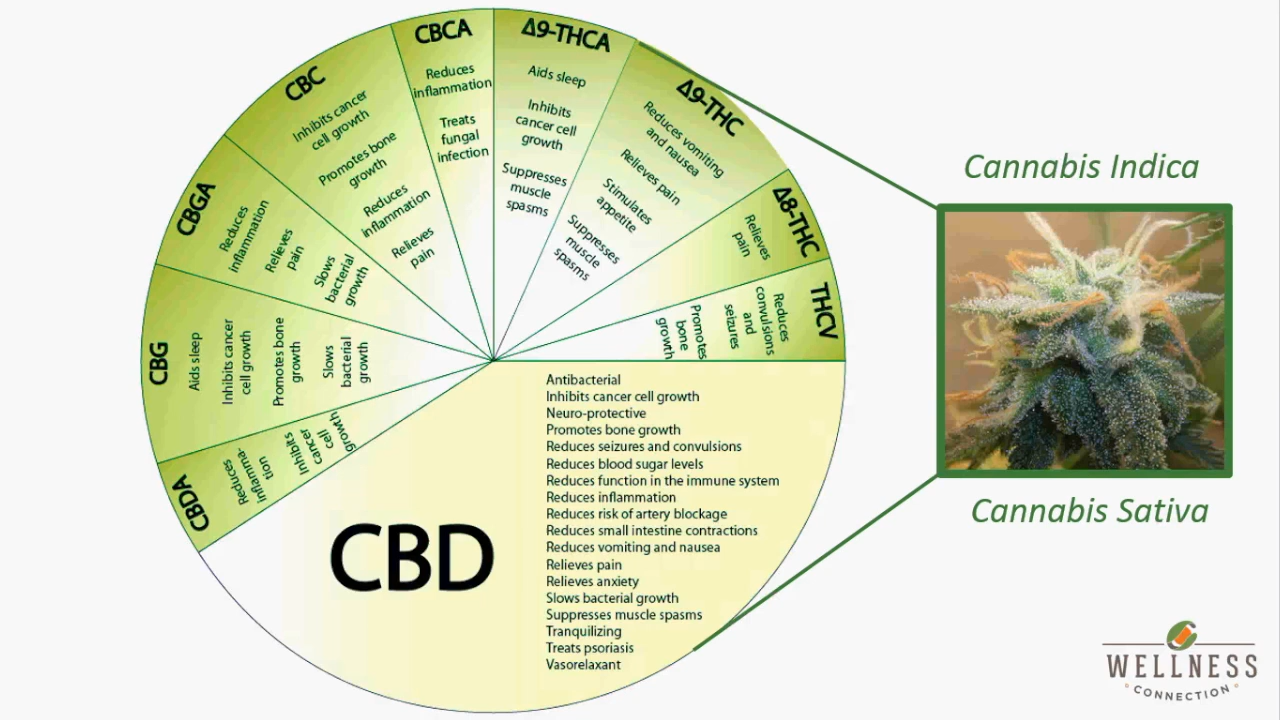 CBCA
Reduces
inflammation
Treats
fungal
infection
Δ9-THCA
Aids sleep
Inhibits
cancer cell
growth
Suppresses
muscle
spasms
Δ9-THC
Reduces vomiting
and nausea
Relieves pain
Stimulates
appetite
Suppresses
muscle
spasms
Δ8-THC
Relieves
pain
THCV
Reduces
convulsions
and
seizures
Promotes
bone
growth
CBC
Inhibits cancer
cell growth
Promotes bone
growth
Reduces
inflammation
Relieves
pain
CBGA
Reduces
inflammation
Relieves
pain
Slows
bacterial
growth
CBG
Aids sleep
Inhibits cancer
cell growth
Promotes bone
growth
Slows
bacterial
growth
CBDA
Reduces
inflamma-
tion
Inhibits
cancer
cell
growth
CBD
Antibacterial
Inhibits cancer cell growth
Neuro-protective
Promotes bone growth
Reduces seizures and convulsions
Reduces blood sugar levels
Reduces function in the immune system
Reduces inflammation
Reduces risk of artery blockage
Reduces small intestine contractions
Reduces vomiting and nausea
Relieves pain
Relieves anxiety
Slows bacterial growth
Suppresses muscle spasms
Tranquilizing
Treats psoriasis
Vasorelaxant
Cannabis Indica
Cannabis Sativa
WELLNESS
CONNECTION